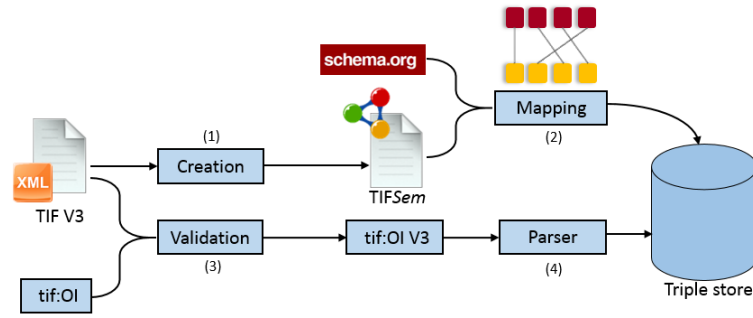 schema.org
(1)
Mapping
(2)
Creation
XML
TIFSem
TIF V3
Validation
tif:OI V3
Parser
(3)
(4)
tif:OI
Triple store